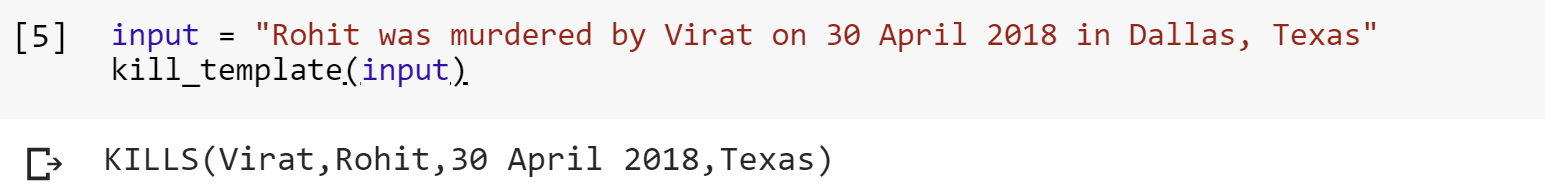 [5] input = "Rohit was murdered by Virat on 30 April 2018 in Dallas, Texas"
kill_template(input)
KILLS(Virat,Rohit,30 April 2018,Texas)